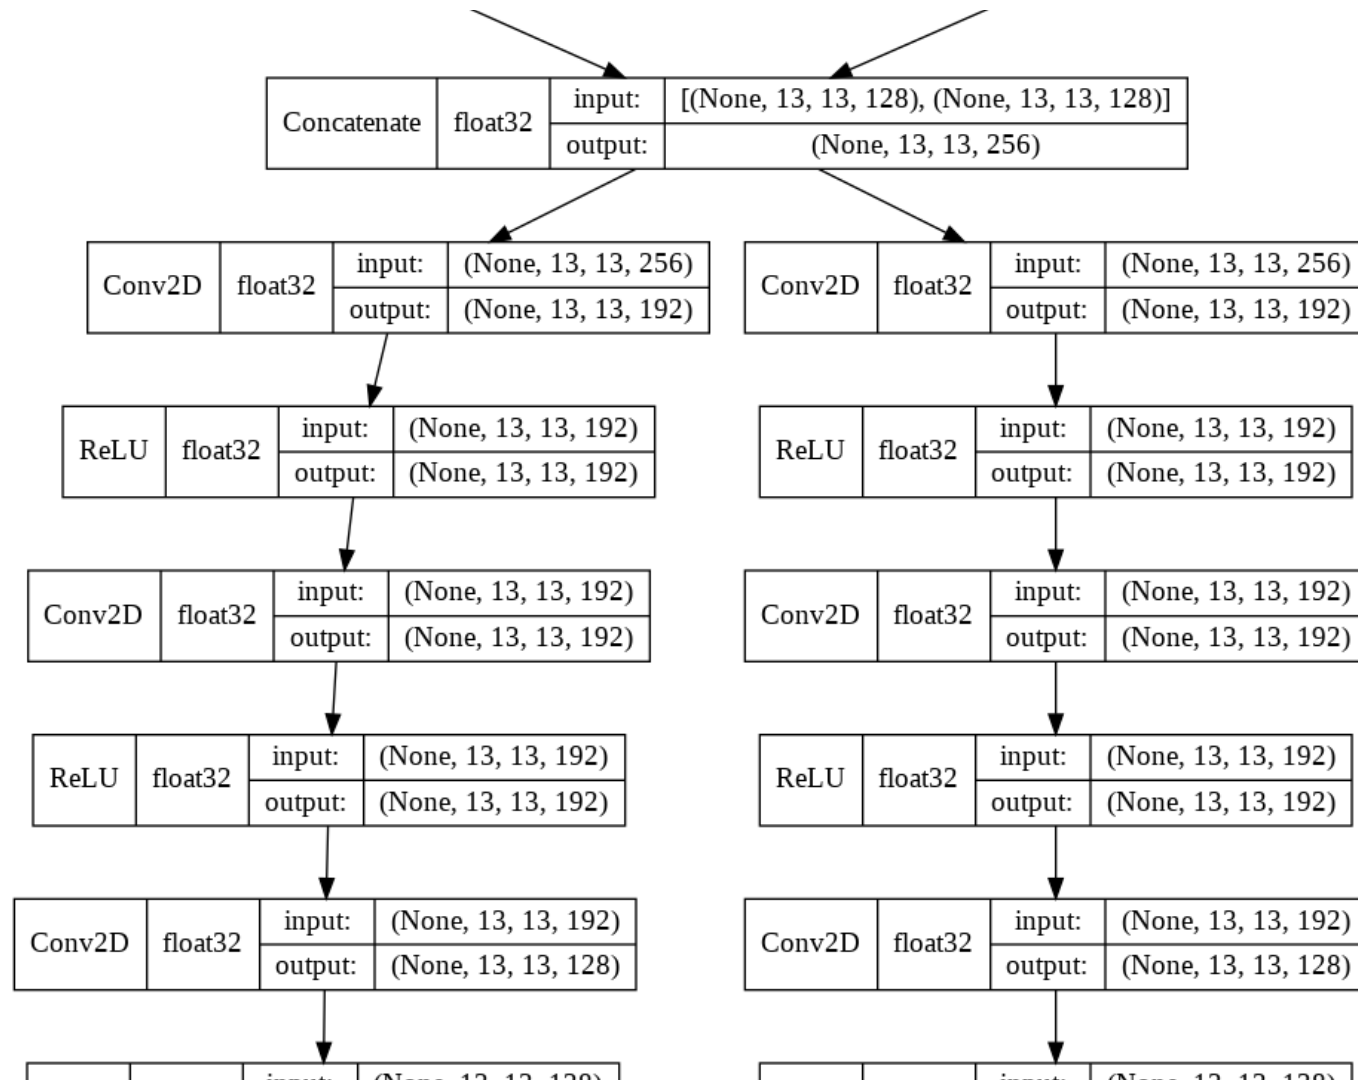 Concatenate float32 input: [(None, 13, 13, 128), (None, 13, 13, 128)]
output: (None, 13, 13, 256)
Conv2D float32 input: (None, 13, 13, 256)
output: (None, 13, 13, 192)
Conv2D float32 input: (None, 13, 13, 256)
output: (None, 13, 13, 192)
ReLU float32 input: (None, 13, 13, 192)
output: (None, 13, 13, 192)
ReLU float32 input: (None, 13, 13, 192)
output: (None, 13, 13, 192)
Conv2D float32 input: (None, 13, 13, 192)
output: (None, 13, 13, 192)
Conv2D float32 input: (None, 13, 13, 192)
output: (None, 13, 13, 192)
ReLU float32 input: (None, 13, 13, 192)
output: (None, 13, 13, 192)
ReLU float32 input: (None, 13, 13, 192)
output: (None, 13, 13, 192)
Conv2D float32 input: (None, 13, 13, 192)
output: (None, 13, 13, 128)
Conv2D float32 input: (None, 13, 13, 192)
output: (None, 13, 13, 128)